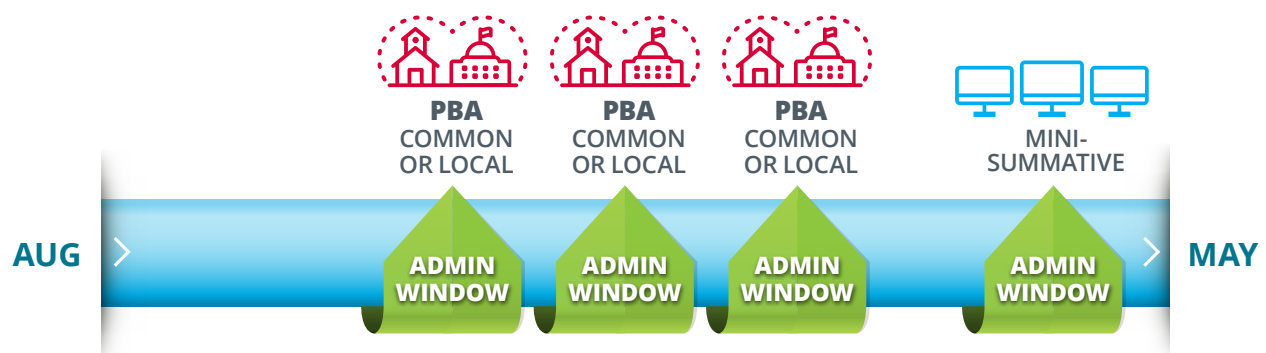 PBA
COMMON
OR LOCAL
PBA
COMMON
OR LOCAL
PBA
COMMON
OR LOCAL
MINI-
SUMMATIVE
AUG
ADMIN
WINDOW
ADMIN
WINDOW
ADMIN
WINDOW
ADMIN
WINDOW
MAY